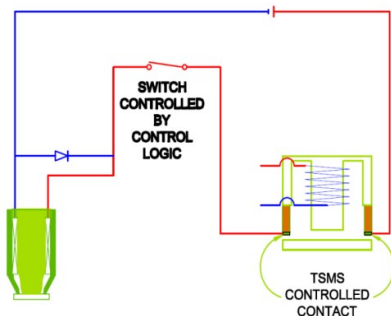 SWITCH
CONTROLLED
BY
CONTROL
LOGIC
TSMS
CONTROLLED
CONTACT